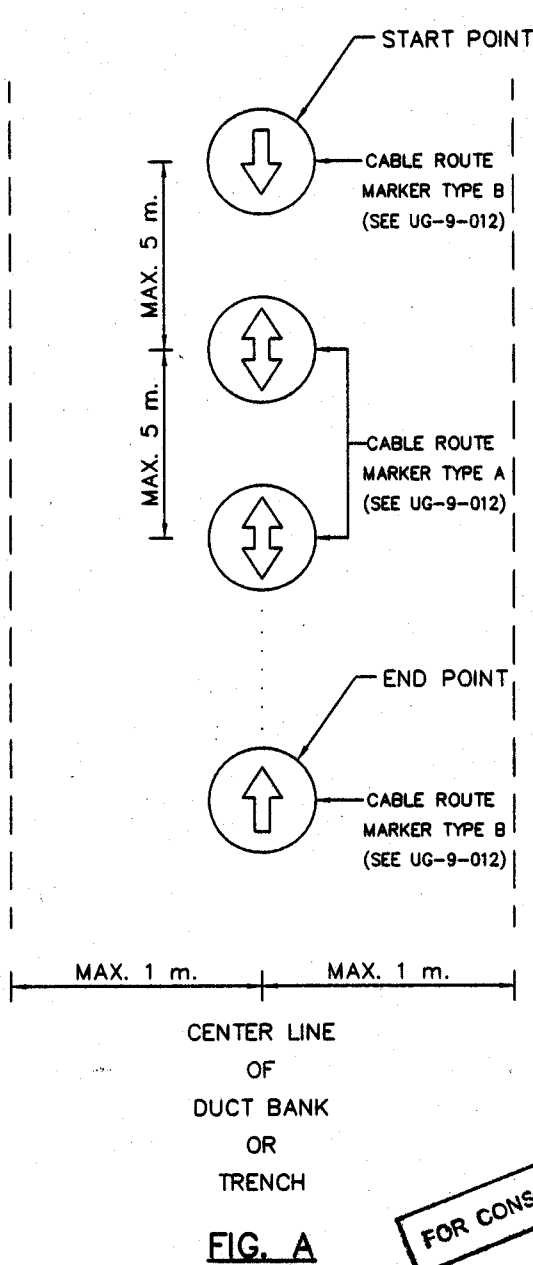 START POINT
CABLE ROUTE
MARKER TYPE B
(SEE UG-9-012)
MAX. 5 m.
MAX. 5 m.
CABLE ROUTE
MARKER TYPE A
(SEE UG-9-012)
END POINT
CABLE ROUTE
MARKER TYPE B
(SEE UG-9-012)
MAX. 1 m.
MAX. 1 m.
CENTER LINE
OF
DUCT BANK
OR
TRENCH
FIG. A
FOR CONS